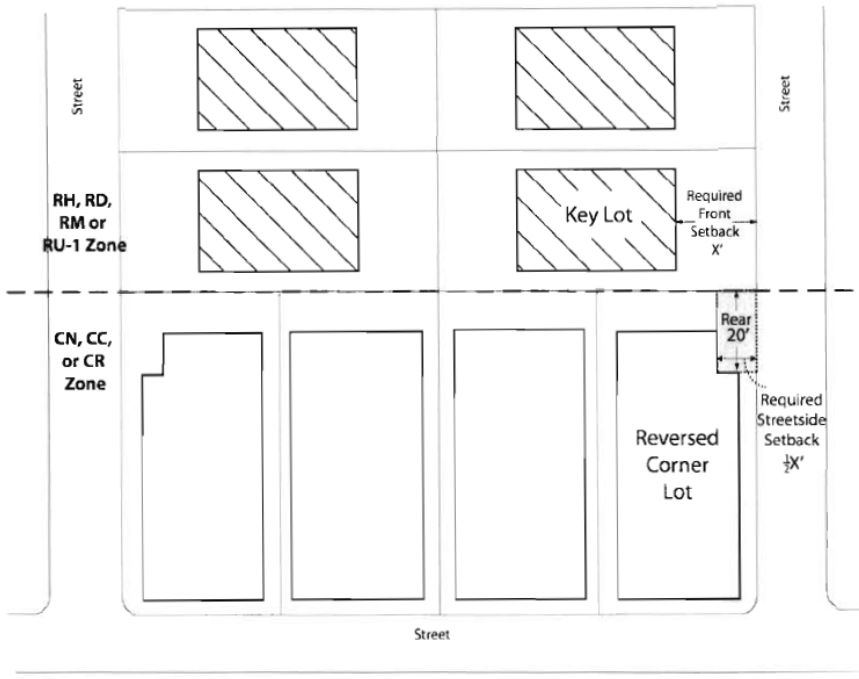 Street
Street
RH, RD,
RM or
RU-1 Zone
Key Lot
Required
Front
Setback
X'
CN, CC,
or CR
Zone
Rear
20'
Required
Streetside
Setback
½X'
Reversed
Corner
Lot
Street